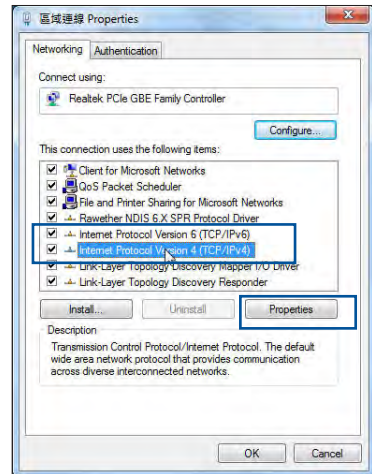 區域連線 Properties
Networking Authentication
Connect using:
Realtek PCIe GBE Family Controller
Configure...
This connection uses the following items:
Client for Microsoft Networks
QoS Packet Scheduler
File and Printer Sharing for Microsoft Networks
Rawether NDIS 6.X SPR Protocol Driver
Internet Protocol Version 6 (TCP/IPv6)
Internet Protocol Version 4 (TCP/IPv4)
Link-Layer Topology Discovery Mapper I/O Driver
Link-Layer Topology Discovery Responder
Install... Uninstall Properties
Description
Transmission Control Protocol/Internet Protocol. The default
wide area network protocol that provides communication
across diverse interconnected networks.
OK Cancel